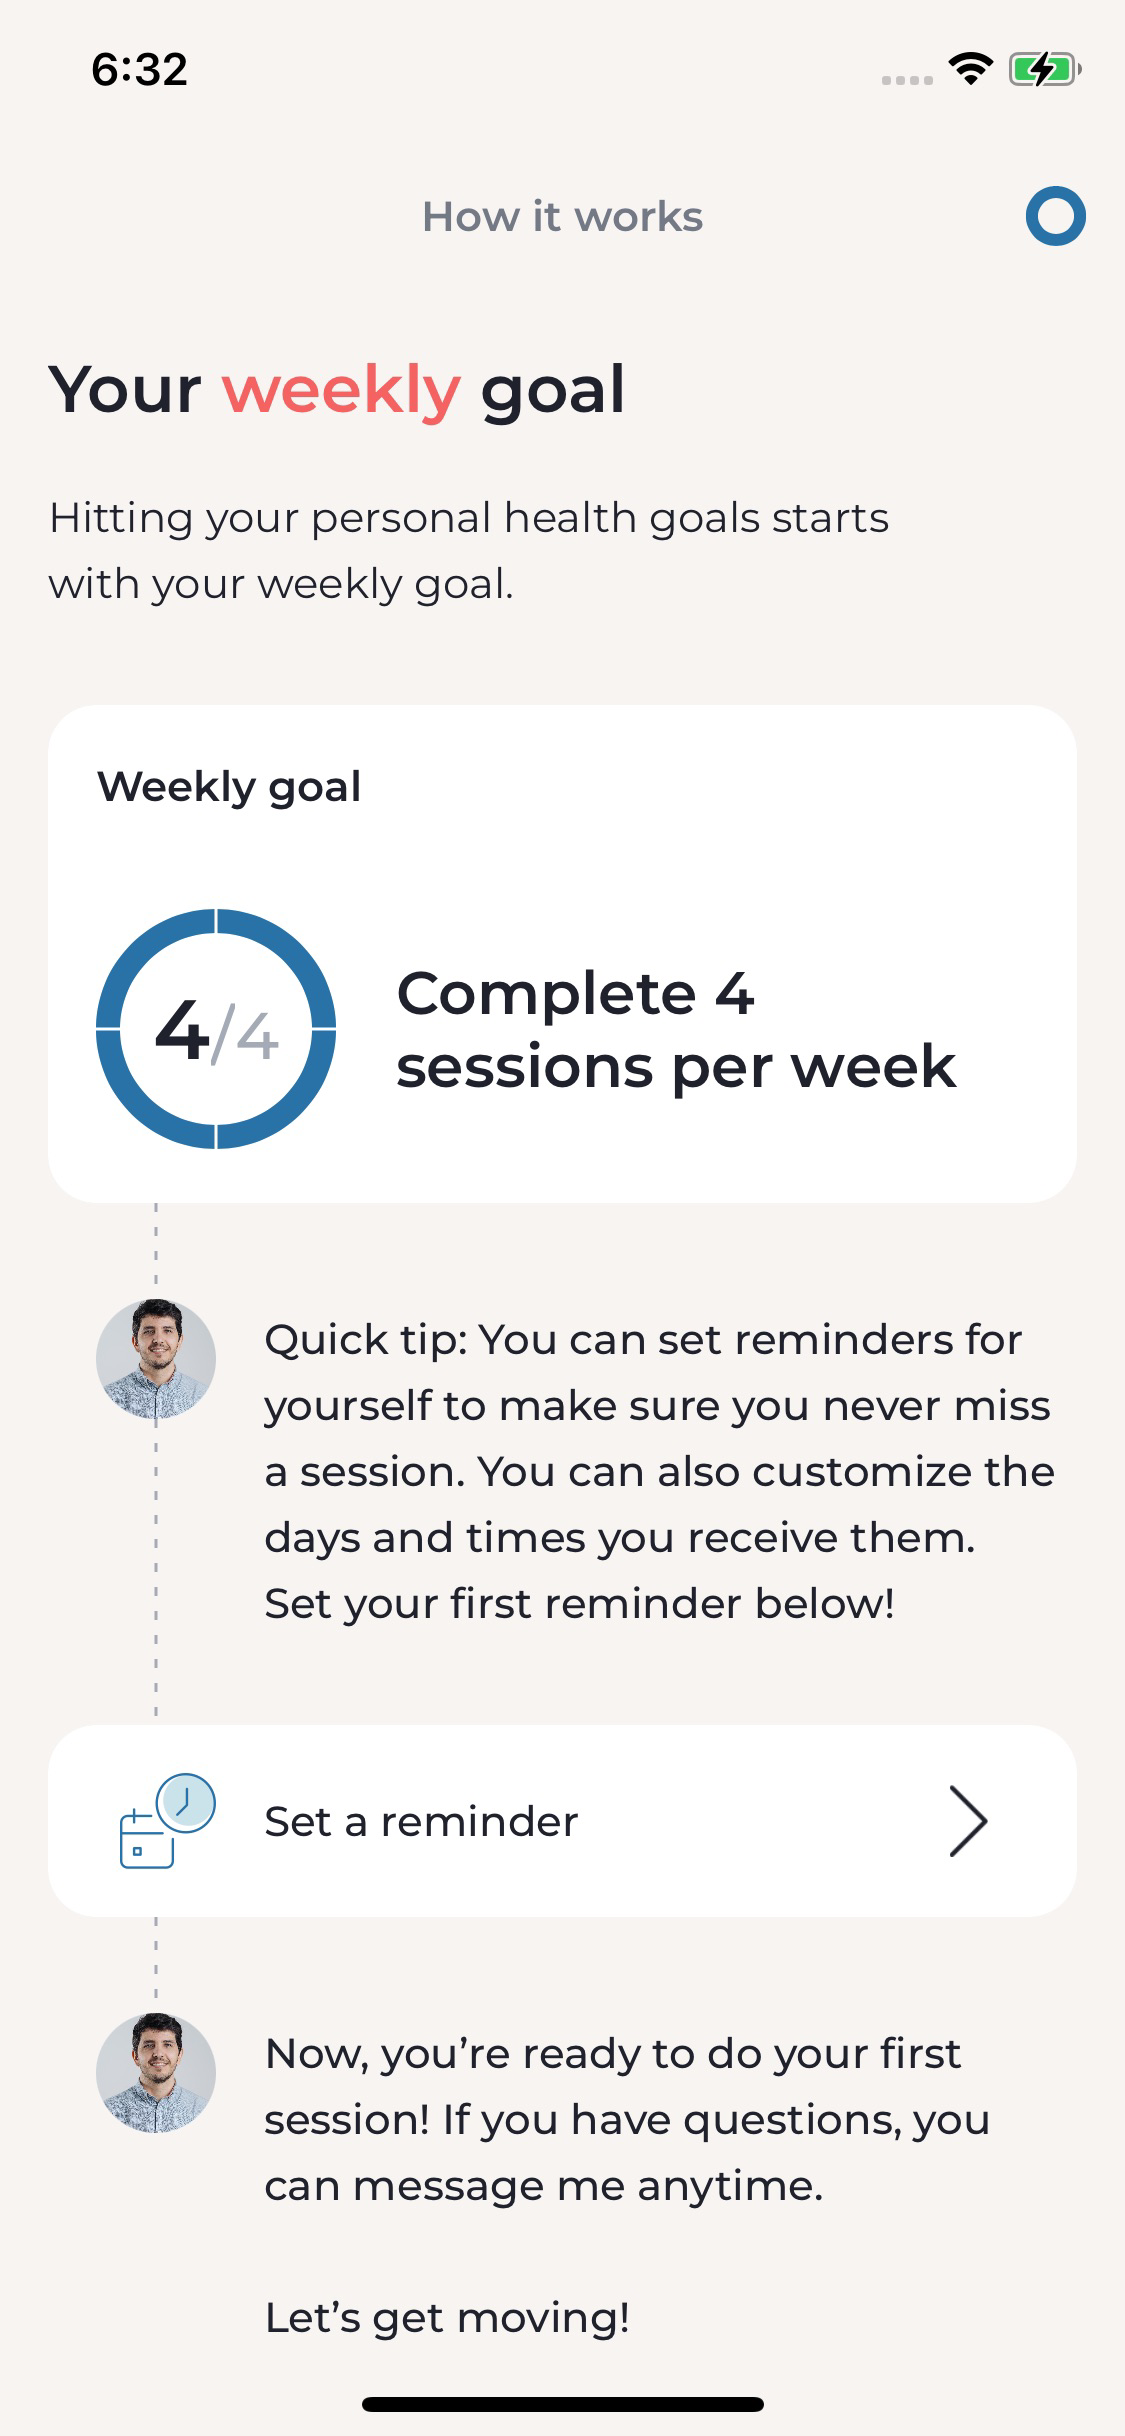 6:32
How it works
Your weekly goal
Hitting your personal health goals starts
with your weekly goal.
Weekly goal
4/4
Complete 4
sessions per week
Quick tip: You can set reminders for
yourself to make sure you never miss
a session. You can also customize the
days and times you receive them.
Set your first reminder below!
Set a reminder
Now, you’re ready to do your first
session! If you have questions, you
can message me anytime.
Let’s get moving!